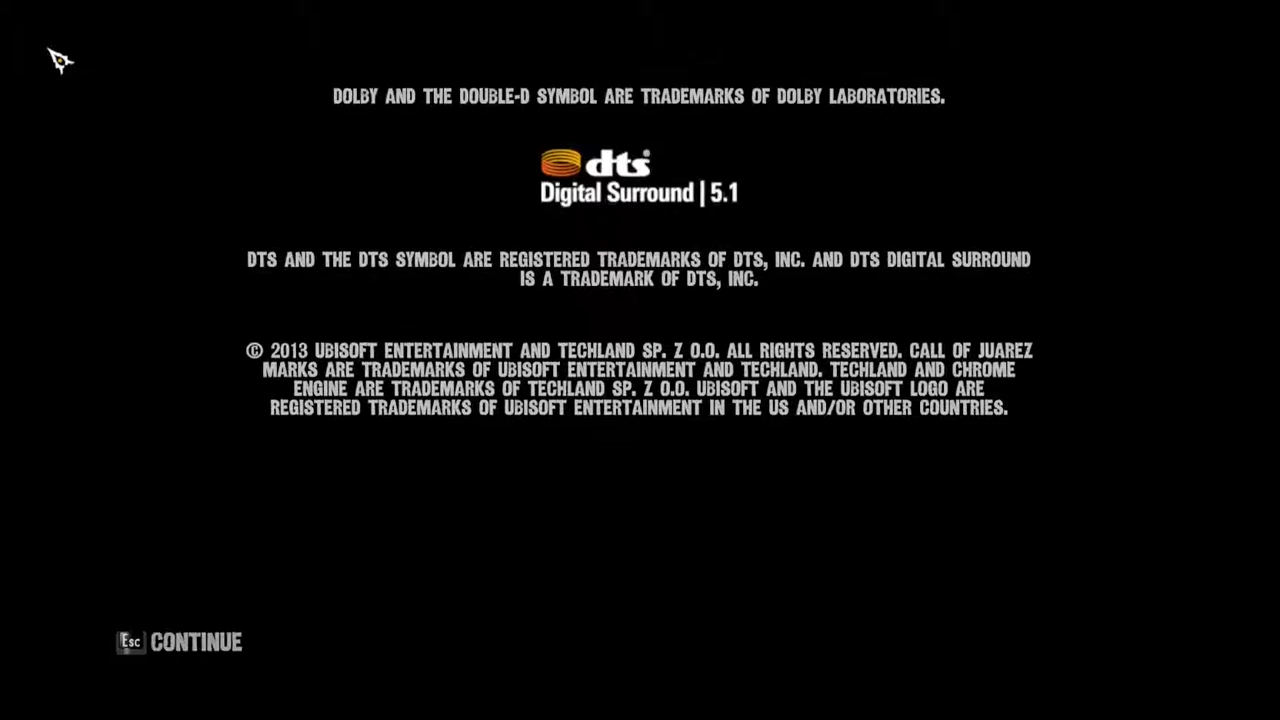 DOLBY AND THE DOUBLE-D SYMBOL ARE TRADEMARKS OF DOLBY LABORATORIES.
dts®
Digital Surround | 5.1
DTS AND THE DTS SYMBOL ARE REGISTERED TRADEMARKS OF DTS, INC. AND DTS DIGITAL SURROUND
IS A TRADEMARK OF DTS, INC.
© 2013 UBISOFT ENTERTAINMENT AND TECHLAND SP. Z O.O. ALL RIGHTS RESERVED. CALL OF JUAREZ
MARKS ARE TRADEMARKS OF UBISOFT ENTERTAINMENT AND TECHLAND. TECHLAND AND CHROME
ENGINE ARE TRADEMARKS OF TECHLAND SP. Z O.O. UBISOFT AND THE UBISOFT LOGO ARE
REGISTERED TRADEMARKS OF UBISOFT ENTERTAINMENT IN THE US AND/OR OTHER COUNTRIES.
Esc CONTINUE